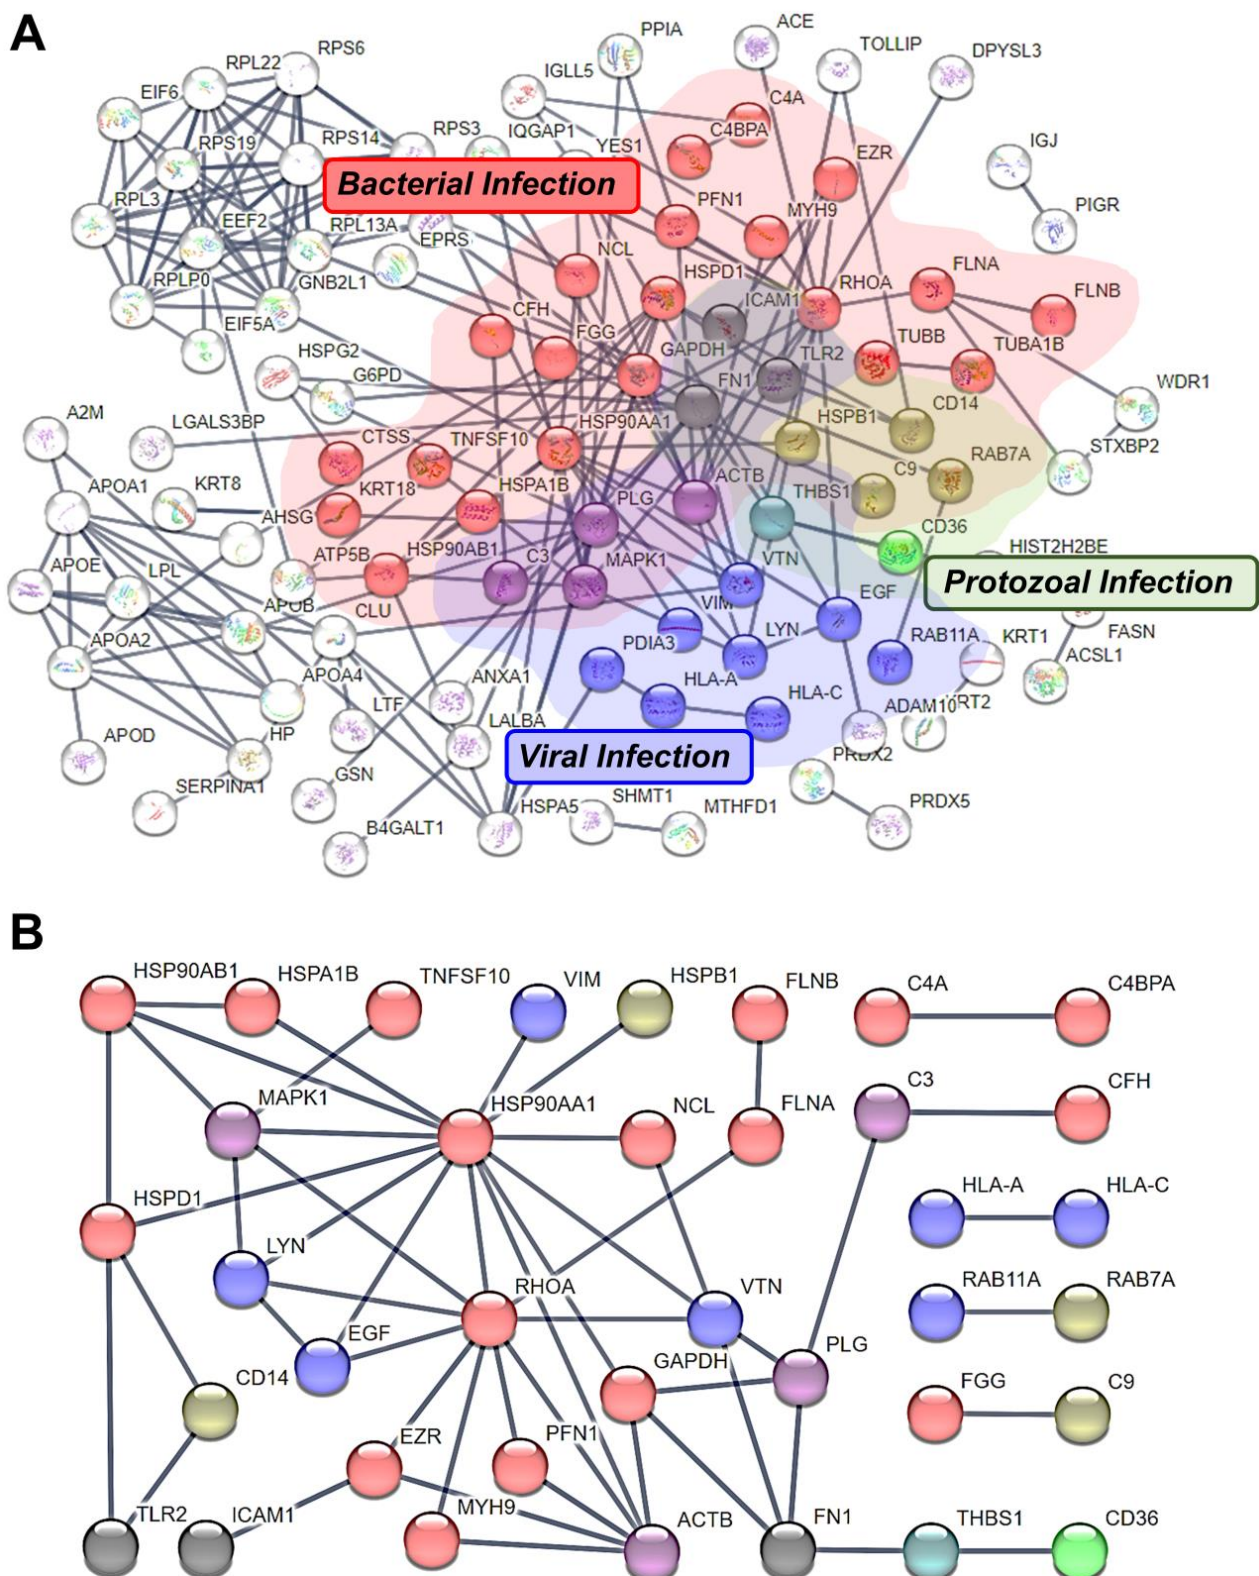 A
PPIA
ACE
RPS6
RPL22
TOLLIP
DPYSL3
IGLL5
EIF6
C4A
RPS19
RPS14
RPS3
IQGAP1
YES1
C4BPA
EZR
IGJ
Bacterial Infection
RPL3
EEF2
RPL13A
PFN1
MYH9
PIGR
EPRS
NCL
RPLP0
GNB2L1
HSPD1
RHOA
FLNA
FLNB
CFH
ICAM1
EIF5A
FGG
GAPDH
TLR2
TUBB
TUBA1B
HSPG2
G6PD
FN1
CD14
WDR1
A2M
LGALS3BP
CTSS
TNFSF10
HSP90AA1
HSPB1
STXBP2
RAB7A
C9
APOA1
KRT8
KRT18
HSPA1B
PLG
ACTB
THBS1
AHSG
CD36
HIST2H2BE
ATP5B
HSP90AB1
C3
MAPK1
VTN
Protozoal Infection
APOE
LPL
APOB
CLU
VIM
EGF
APOA2
PDIA3
LYN
RAB11A
KRT1
FASN
ACSL1
APOA4
ANXA1
HLA-A
HLA-C
ADAM10
RT2
LTF
LALBA
APOD
HP
Viral Infection
PRDX2
SERPINA1
GSN
HSPA5
SHMT1
MTHFD1
PRDX5
B4GALT1
B
HSP90AB1
HSPA1B
TNFSF10
VIM
HSPB1
FLNB
C4A
C4BPA
MAPK1
HSP90AA1
NCL
FLNA
C3
CFH
HSPD1
LYN
HLA-A
HLA-C
RHOA
VTN
RAB11A
RAB7A
EGF
CD14
GAPDH
PLG
FGG
C9
EZR
PFN1
TLR2
ICAM1
MYH9
ACTB
FN1
THBS1
CD36